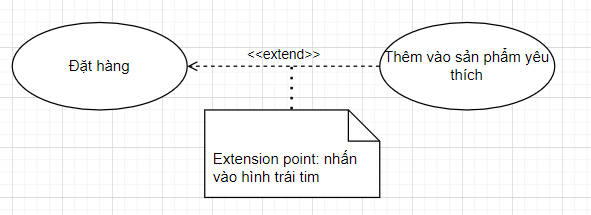 <<extend>>
Đặt hàng
Thêm vào sản phẩm yêu
thích
Extension point: nhấn
vào hình trái tim